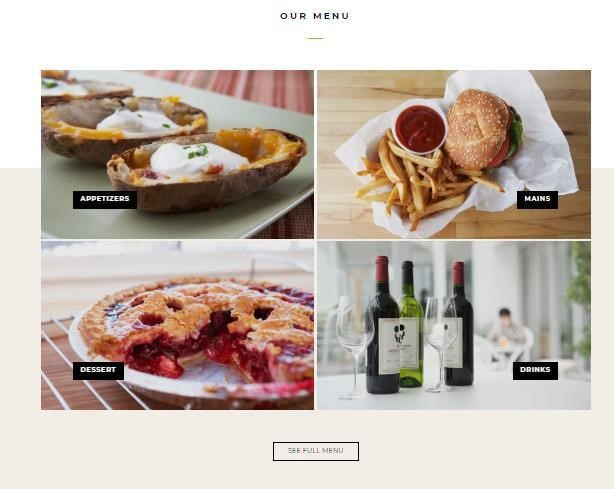 OUR MENU
APPETIZERS
MAINS
DESSERT
DRINKS
SEE FULL MENU